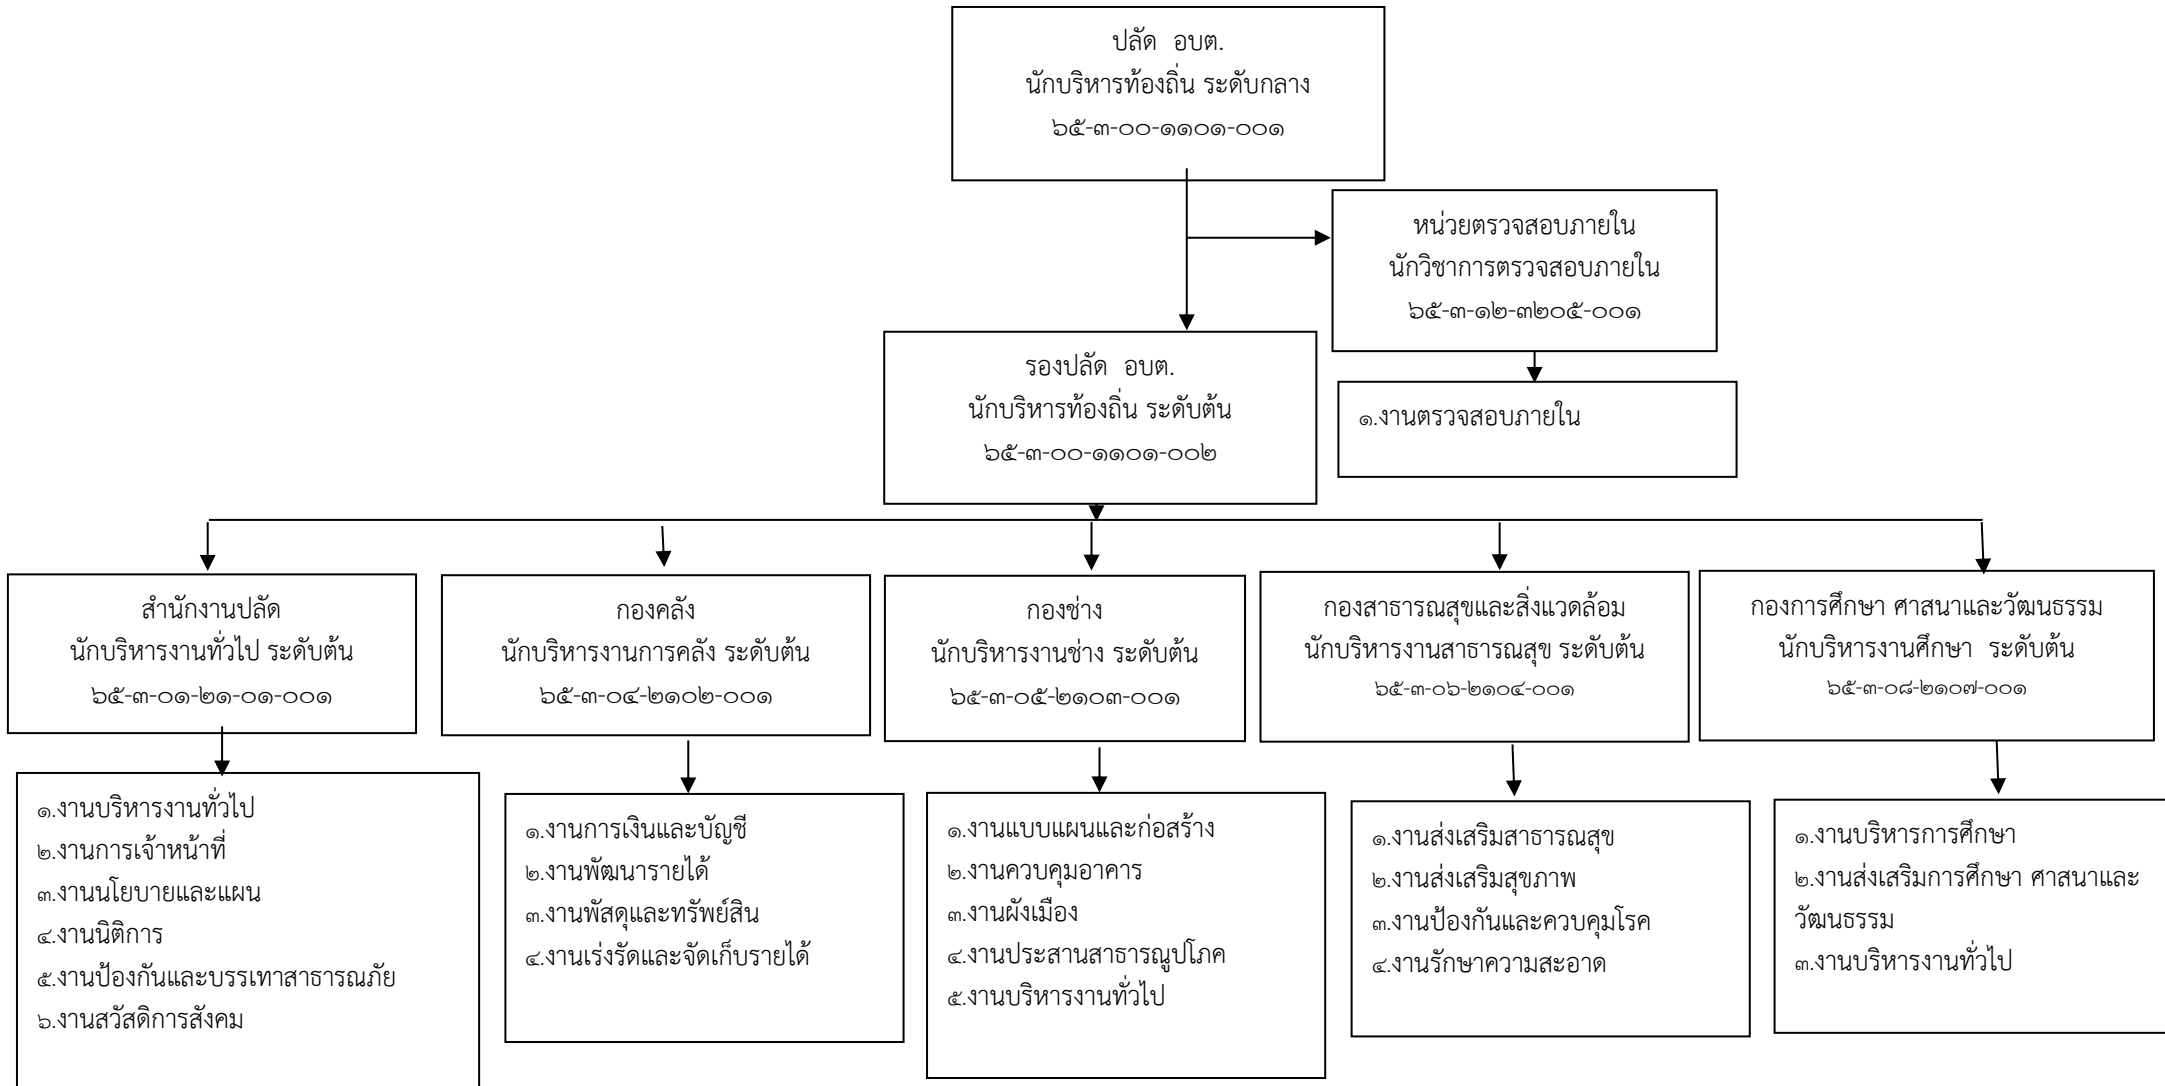 ปลัด  อบต.
นักบริหารท้องถิ่น ระดับกลาง
๖๕-๓-๐๐-๑๑๐๑-๐๐๑
หน่วยตรวจสอบภายใน
นักวิชาการตรวจสอบภายใน
๖๕-๓-๑๒-๓๒๐๕-๐๐๑
รองปลัด  อบต.
นักบริหารท้องถิ่น ระดับต้น
๖๕-๓-๐๐-๑๑๐๑-๐๐๒
๑.งานตรวจสอบภายใน
สำนักงานปลัด
นักบริหารงานทั่วไป ระดับต้น
๖๕-๓-๐๑-๒๑-๐๑-๐๐๑
กองคลัง
นักบริหารงานการคลัง ระดับต้น
๖๕-๓-๐๔-๒๑๐๒-๐๐๑
กองช่าง
นักบริหารงานช่าง ระดับต้น
๖๕-๓-๐๕-๒๑๐๓-๐๐๑
กองสาธารณสุขและสิ่งแวดล้อม
นักบริหารงานสาธารณสุข ระดับต้น
๖๕-๓-๐๖-๒๑๐๔-๐๐๑
กองการศึกษา ศาสนาและวัฒนธรรม
นักบริหารงานศึกษา  ระดับต้น
๖๕-๓-๐๘-๒๑๐๗-๐๐๑
๑.งานบริหารงานทั่วไป
๒.งานการเจ้าหน้าที่
๓.งานนโยบายและแผน
๔.งานนิติการ
๕.งานป้องกันและบรรเทาสาธารณภัย
๖.งานสวัสดิการสังคม
๑.งานการเงินและบัญชี
๒.งานพัฒนารายได้
๓.งานพัสดุและทรัพย์สิน
๔.งานเร่งรัดและจัดเก็บรายได้
๑.งานแบบแผนและก่อสร้าง
๒.งานควบคุมอาคาร
๓.งานผังเมือง
๔.งานประสานสาธารณูปโภค
๕.งานบริหารงานทั่วไป
๑.งานส่งเสริมสาธารณสุข
๒.งานส่งเสริมสุขภาพ
๓.งานป้องกันและควบคุมโรค
๔.งานรักษาความสะอาด
๑.งานบริหารการศึกษา
๒.งานส่งเสริมการศึกษา ศาสนาและ
วัฒนธรรม
๓.งานบริหารงานทั่วไป